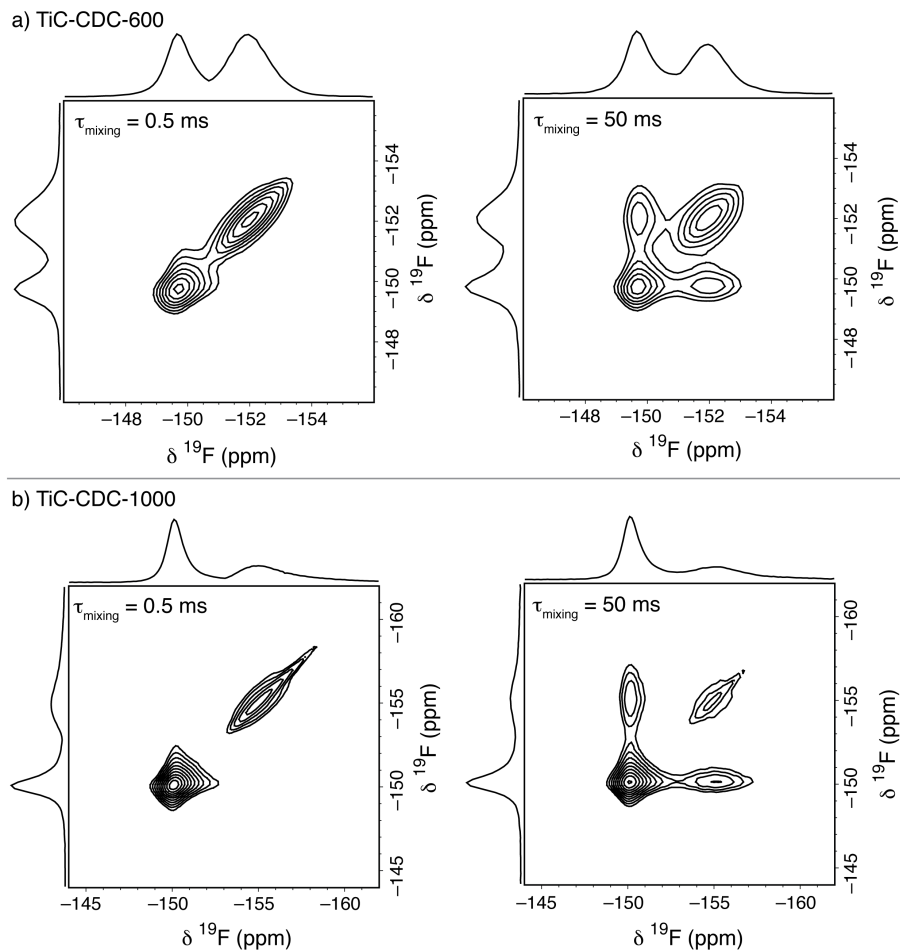 a) TiC-CDC-600
τmixing = 0.5 ms
−154
−152
−150
−148
δ 19F (ppm)
−148 −150 −152 −154
δ 19F (ppm)
τmixing = 50 ms
−154
−152
−150
−148
δ 19F (ppm)
−148 −150 −152 −154
δ 19F (ppm)
b) TiC-CDC-1000
τmixing = 0.5 ms
−160
−155
−150
−145
δ 19F (ppm)
−145 −150 −155 −160
δ 19F (ppm)
τmixing = 50 ms
−160
−155
−150
−145
δ 19F (ppm)
−145 −150 −155 −160
δ 19F (ppm)